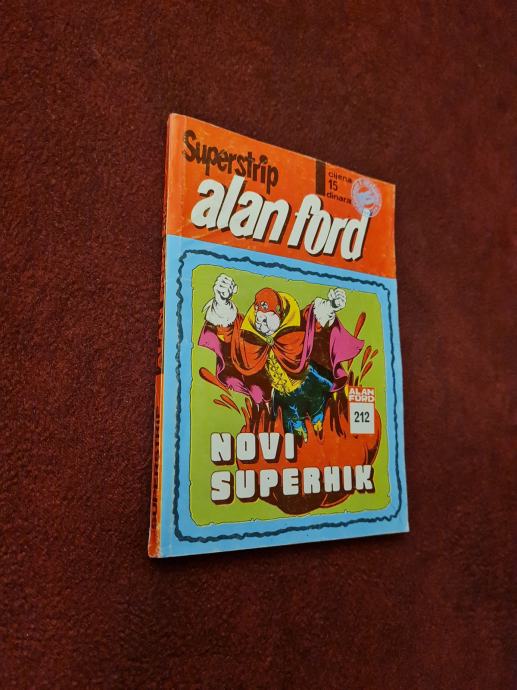 Superstrip
cijena
15
dinara
alan ford
ALAN
FORD
212
NOVI
SUPERHIK